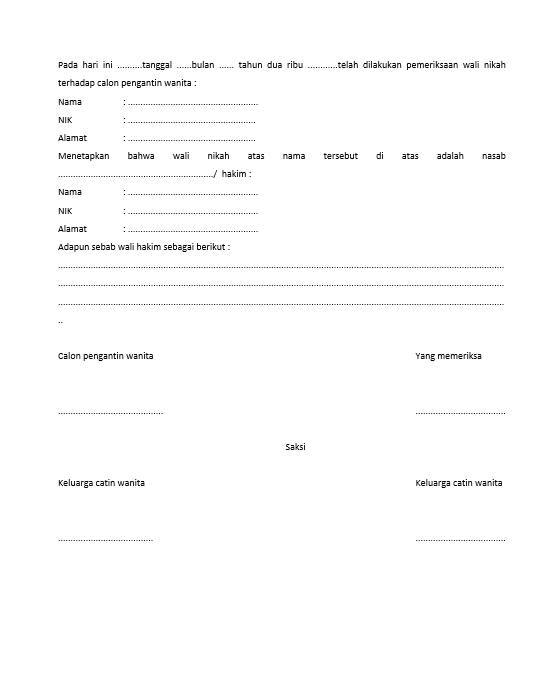 Pada hari ini ..........tanggal ......bulan ...... tahun dua ribu ............telah dilakukan pemeriksaan wali nikah
terhadap calon pengantin wanita :
Nama : ....................................................
NIK : ...................................................
Alamat : ...................................................
Menetapkan bahwa wali nikah atas nama tersebut di atas adalah nasab
............................................................../ hakim :
Nama : ....................................................
NIK : ....................................................
Alamat : ....................................................
Adapun sebab wali hakim sebagai berikut :
..................................................................................................................................................................................
..................................................................................................................................................................................
..................................................................................................................................................................................
..
Calon pengantin wanita Yang memeriksa
.......................................... ....................................
Saksi
Keluarga catin wanita Keluarga catin wanita
...................................... ....................................